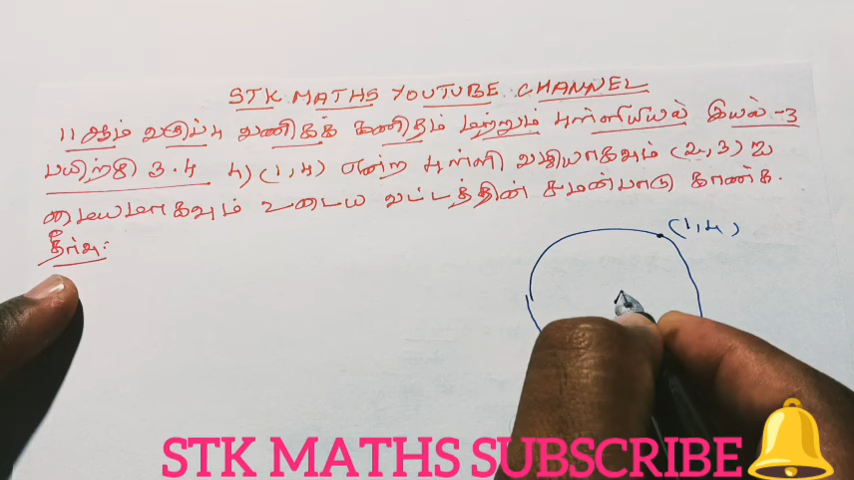 STK MATHS YOUTUBE CHANNEL
11 ஆம் வகுப்பு வணிகக் கணிதம் மற்றும் புள்ளியியல் இயல் -3
பயிற்சி 3.4 4) (1,4) என்ற புள்ளி வழியாகவும் (2,3) ஐ
மையமாகவும் உடைய வட்டத்தின் சமன்பாடு காண்க.
தீர்வு:
(1,4)
STK MATHS SUBSCRIBE